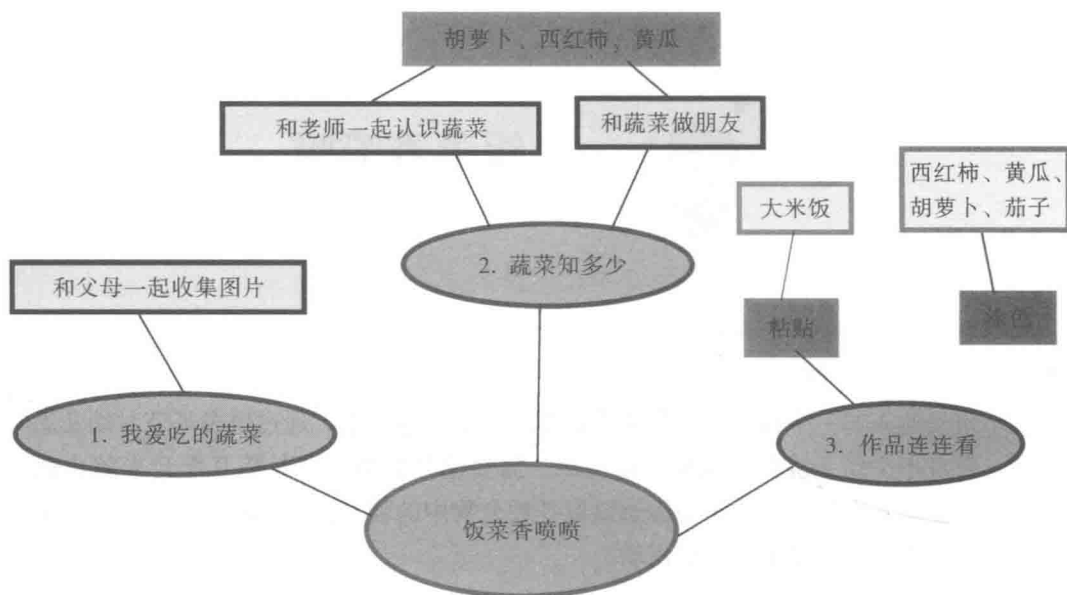 胡萝卜、西红柿、黄瓜
和老师一起认识蔬菜
和蔬菜做朋友
西红柿、黄瓜、
胡萝卜、茄子
大米饭
2. 蔬菜知多少
和父母一起收集图片
粘贴
涂色
1. 我爱吃的蔬菜
3. 作品连连看
饭菜香喷喷